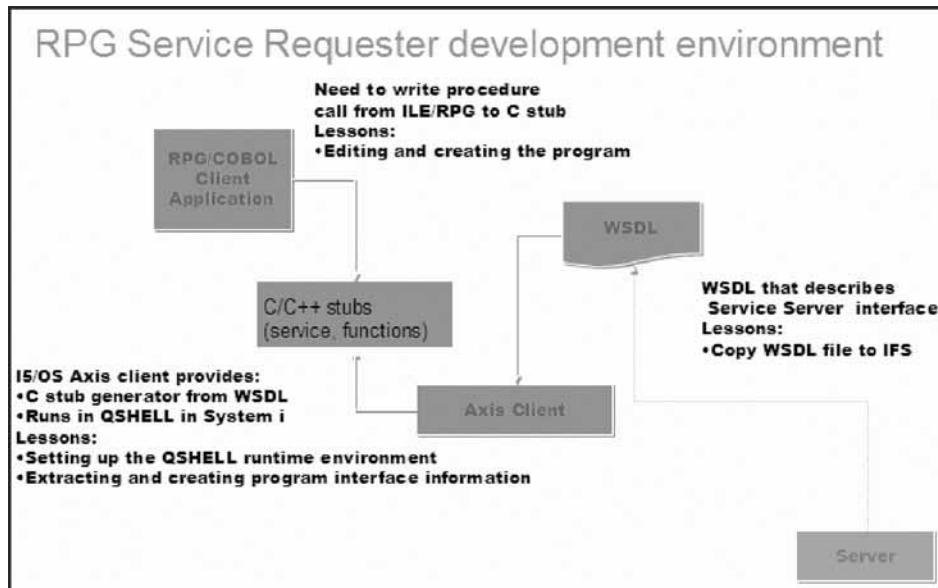 RPG Service Requester development environment
Need to write procedure
call from ILE/RPG to C stub
Lessons:
•Editing and creating the program
RPG/COBOL
Client
Application
WSDL
C/C++ stubs
(service, functions)
WSDL that describes
Service Server interface
Lessons:
•Copy WSDL file to IFS
I5/OS Axis client provides:
•C stub generator from WSDL
•Runs in QSHELL in System i
Lessons:
•Setting up the QSHELL runtime environment
•Extracting and creating program interface information
Axis Client
Server